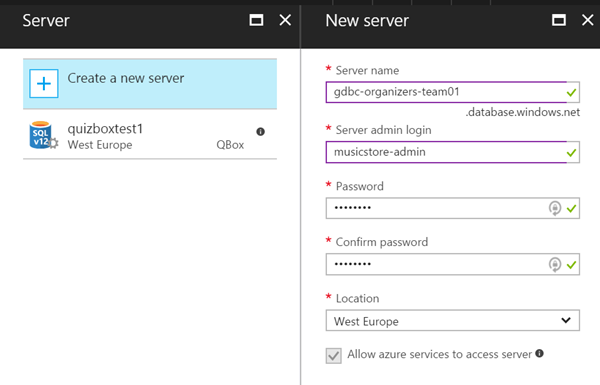 Server
Create a new server
SQL
v12
quizboxtest1
West Europe
QBox
New server
* Server name
gdbc-organizers-team01
.database.windows.net
* Server admin login
musicstore-admin
* Password
••••••••
* Confirm password
••••••••
* Location
West Europe
Allow azure services to access server